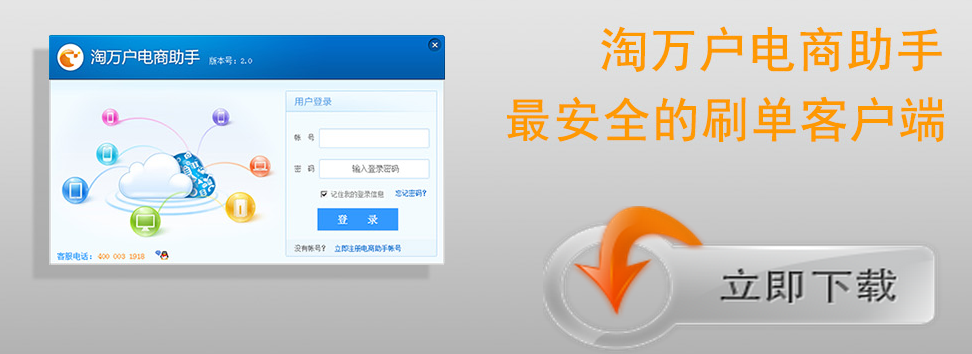 淘万户电商助手 版本号：2.0
用户登录
帐 号
密 码 输入登录密码
记住我的登录信息 忘记密码？
登 录
没有帐号？ 立即注册电商助手帐号
客服电话：400 003 1918
淘万户电商助手
最安全的刷单客户端
立即下载